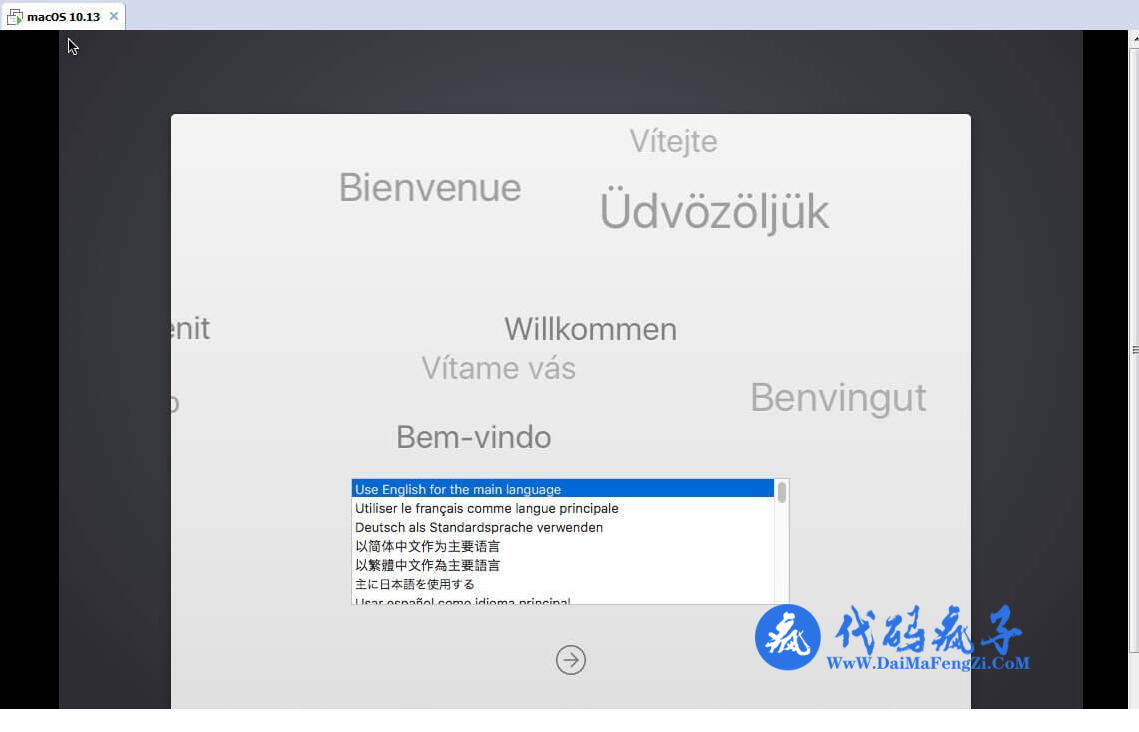 macOS 10.13
Vítejte
Bienvenue
Üdvözöljük
enit
Willkommen
Vítame vás
Benvingut
o
Bem-vindo
Use English for the main language
Utiliser le français comme langue principale
Deutsch als Standardsprache verwenden
以简体中文作为主要语言
以繁體中文作為主要語言
主に日本語を使用する
Usar español como idioma principal
疯 代码疯子
WwW.DaiMaFengZi.CoM